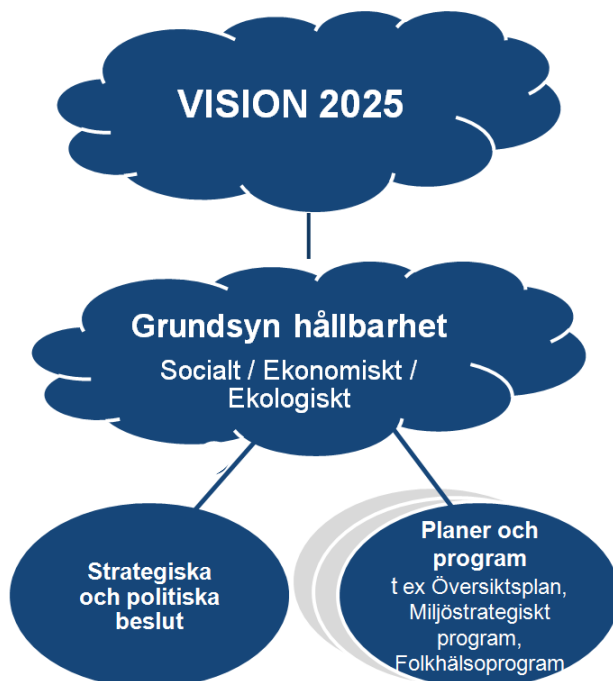 VISION 2025
Grundsyn hållbarhet
Socialt / Ekonomiskt /
Ekologiskt
Strategiska
och politiska
beslut
Planer och
program
t ex Översiktsplan,
Miljöstrategiskt
program,
Folkhälsoprogram